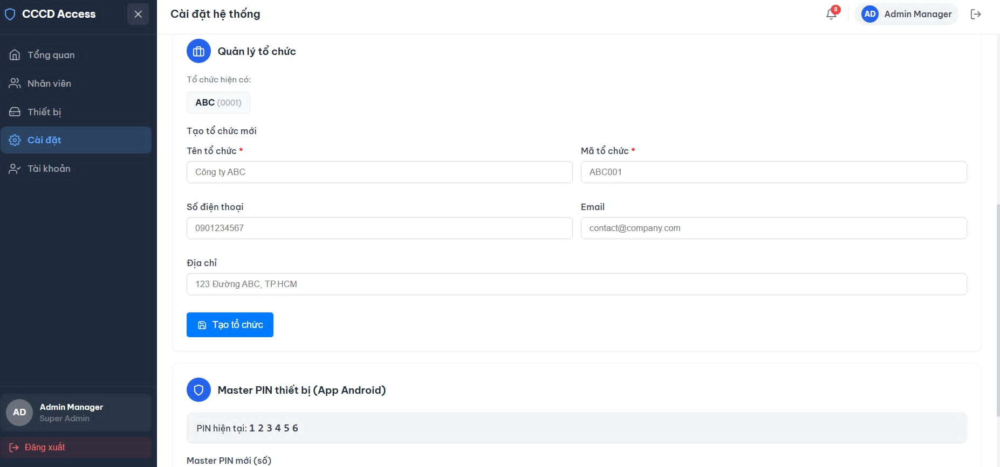 CCCD Access
Tổng quan
Nhân viên
Thiết bị
Cài đặt
Tài khoản
AD
Admin Manager
Super Admin
Đăng xuất
Cài đặt hệ thống
8
AD Admin Manager
Quản lý tổ chức
Tổ chức hiện có:
ABC (0001)
Tạo tổ chức mới
Tên tổ chức *
Công ty ABC
Mã tổ chức *
ABC001
Số điện thoại
0901234567
Email
contact@company.com
Địa chỉ
123 Đường ABC, TP.HCM
Tạo tổ chức
Master PIN thiết bị (App Android)
PIN hiện tại: 1 2 3 4 5 6
Master PIN mới (số)